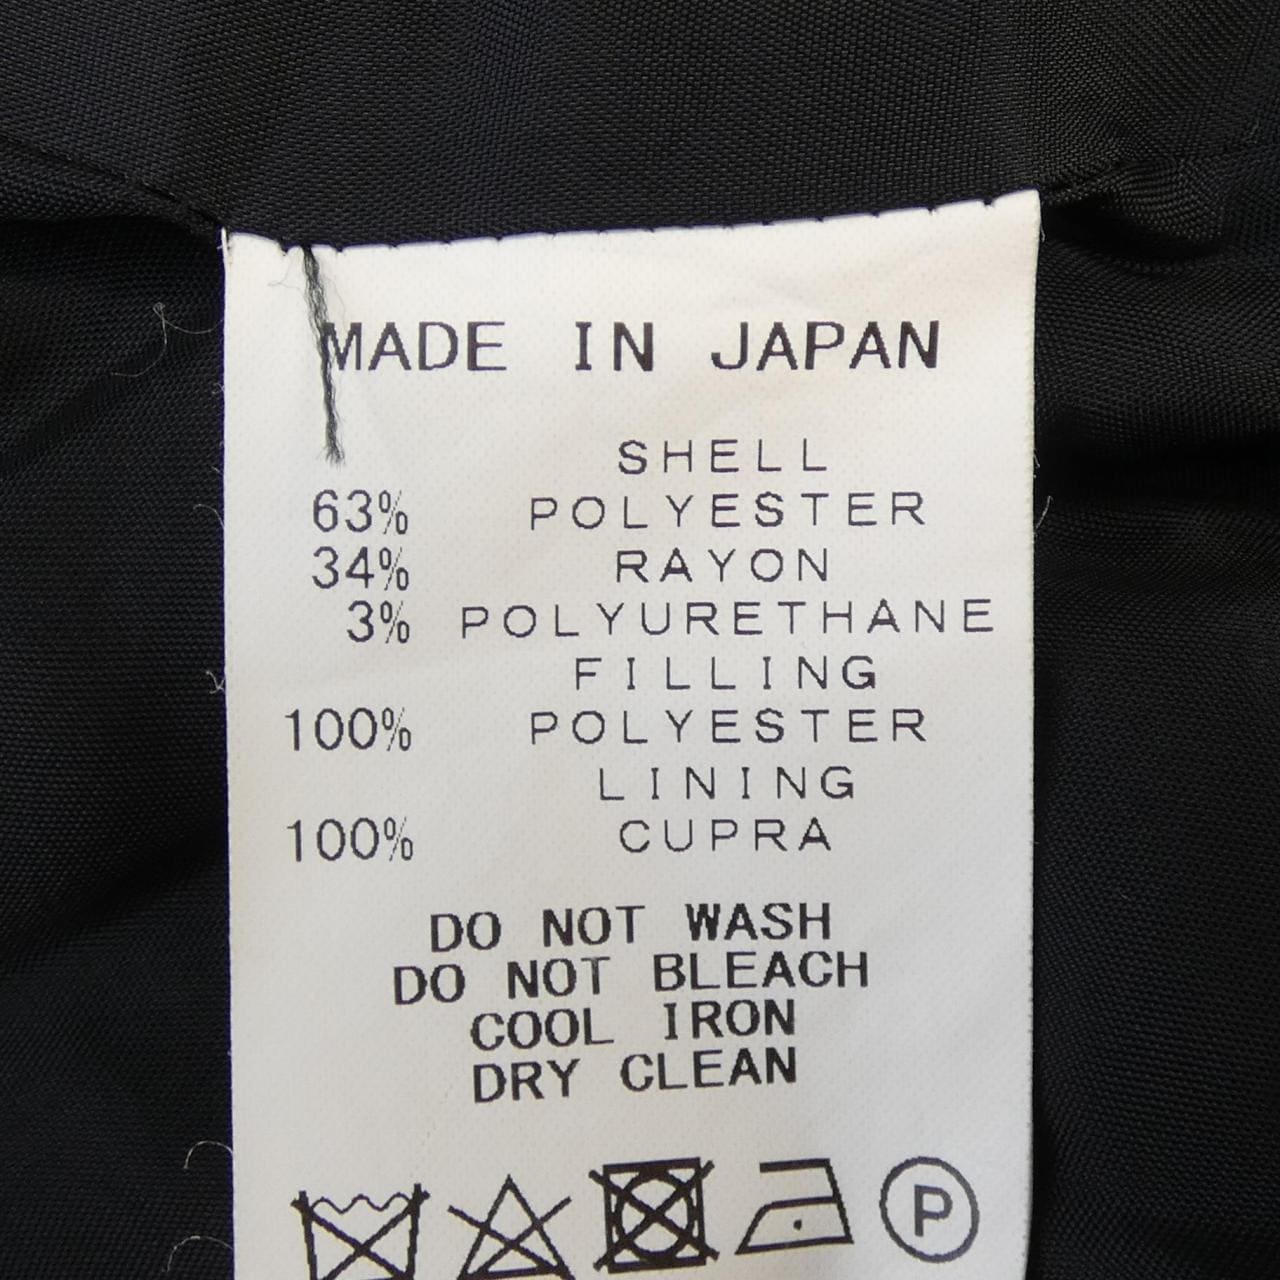 MADE IN JAPAN
SHELL
63% POLYESTER
34% RAYON
3% POLYURETHANE
FILLING
100% POLYESTER
LINING
100% CUPRA
DO NOT WASH
DO NOT BLEACH
COOL IRON
DRY CLEAN
P